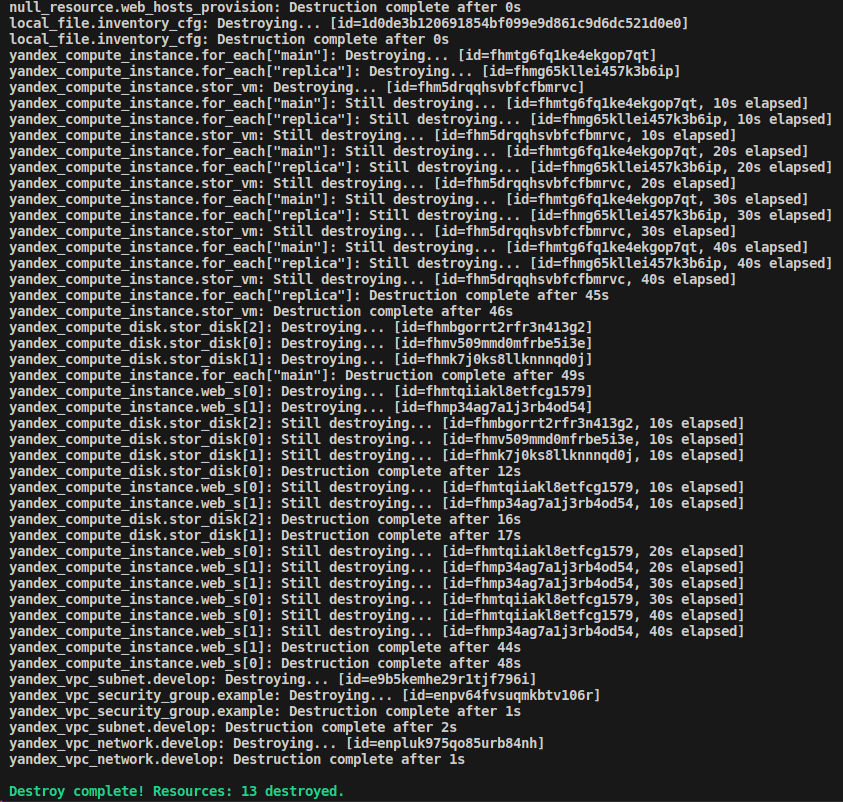 null_resource.web_hosts_provision: Destruction complete after 0s
local_file.inventory_cfg: Destroying... [id=1d0de3b120691854bf099e9d861c9d6dc521d0e0]
local_file.inventory_cfg: Destruction complete after 0s
yandex_compute_instance.for_each["main"]: Destroying... [id=fhmtg6fq1ke4ekgop7qt]
yandex_compute_instance.for_each["replica"]: Destroying... [id=fhmg65kllei457k3b6ip]
yandex_compute_instance.stor_vm: Destroying... [id=fhm5drqqhsvbfcfbmrvc]
yandex_compute_instance.for_each["main"]: Still destroying... [id=fhmtg6fq1ke4ekgop7qt, 10s elapsed]
yandex_compute_instance.for_each["replica"]: Still destroying... [id=fhmg65kllei457k3b6ip, 10s elapsed]
yandex_compute_instance.stor_vm: Still destroying... [id=fhm5drqqhsvbfcfbmrvc, 10s elapsed]
yandex_compute_instance.for_each["main"]: Still destroying... [id=fhmtg6fq1ke4ekgop7qt, 20s elapsed]
yandex_compute_instance.for_each["replica"]: Still destroying... [id=fhmg65kllei457k3b6ip, 20s elapsed]
yandex_compute_instance.stor_vm: Still destroying... [id=fhm5drqqhsvbfcfbmrvc, 20s elapsed]
yandex_compute_instance.for_each["main"]: Still destroying... [id=fhmtg6fq1ke4ekgop7qt, 30s elapsed]
yandex_compute_instance.for_each["replica"]: Still destroying... [id=fhmg65kllei457k3b6ip, 30s elapsed]
yandex_compute_instance.stor_vm: Still destroying... [id=fhm5drqqhsvbfcfbmrvc, 30s elapsed]
yandex_compute_instance.for_each["main"]: Still destroying... [id=fhmtg6fq1ke4ekgop7qt, 40s elapsed]
yandex_compute_instance.for_each["replica"]: Still destroying... [id=fhmg65kllei457k3b6ip, 40s elapsed]
yandex_compute_instance.stor_vm: Still destroying... [id=fhm5drqqhsvbfcfbmrvc, 40s elapsed]
yandex_compute_instance.for_each["replica"]: Destruction complete after 45s
yandex_compute_instance.stor_vm: Destruction complete after 46s
yandex_compute_disk.stor_disk[2]: Destroying... [id=fhmbgorrt2rfr3n413g2]
yandex_compute_disk.stor_disk[0]: Destroying... [id=fhmv509mmd0mfrbe5i3e]
yandex_compute_disk.stor_disk[1]: Destroying... [id=fhmk7j0ks8llknnnqd0j]
yandex_compute_instance.for_each["main"]: Destruction complete after 49s
yandex_compute_instance.web_s[0]: Destroying... [id=fhmtqiiakl8etfcg1579]
yandex_compute_instance.web_s[1]: Destroying... [id=fhmp34ag7a1j3rb4od54]
yandex_compute_disk.stor_disk[2]: Still destroying... [id=fhmbgorrt2rfr3n413g2, 10s elapsed]
yandex_compute_disk.stor_disk[0]: Still destroying... [id=fhmv509mmd0mfrbe5i3e, 10s elapsed]
yandex_compute_disk.stor_disk[1]: Still destroying... [id=fhmk7j0ks8llknnnqd0j, 10s elapsed]
yandex_compute_disk.stor_disk[0]: Destruction complete after 12s
yandex_compute_instance.web_s[0]: Still destroying... [id=fhmtqiiakl8etfcg1579, 10s elapsed]
yandex_compute_instance.web_s[1]: Still destroying... [id=fhmp34ag7a1j3rb4od54, 10s elapsed]
yandex_compute_disk.stor_disk[2]: Destruction complete after 16s
yandex_compute_disk.stor_disk[1]: Destruction complete after 17s
yandex_compute_instance.web_s[0]: Still destroying... [id=fhmtqiiakl8etfcg1579, 20s elapsed]
yandex_compute_instance.web_s[1]: Still destroying... [id=fhmp34ag7a1j3rb4od54, 20s elapsed]
yandex_compute_instance.web_s[1]: Still destroying... [id=fhmp34ag7a1j3rb4od54, 30s elapsed]
yandex_compute_instance.web_s[0]: Still destroying... [id=fhmtqiiakl8etfcg1579, 30s elapsed]
yandex_compute_instance.web_s[0]: Still destroying... [id=fhmtqiiakl8etfcg1579, 40s elapsed]
yandex_compute_instance.web_s[1]: Still destroying... [id=fhmp34ag7a1j3rb4od54, 40s elapsed]
yandex_compute_instance.web_s[1]: Destruction complete after 44s
yandex_compute_instance.web_s[0]: Destruction complete after 48s
yandex_vpc_subnet.develop: Destroying... [id=e9b5kemhe29r1tjf796i]
yandex_vpc_security_group.example: Destroying... [id=enpv64fvsuqmkbtv106r]
yandex_vpc_security_group.example: Destruction complete after 1s
yandex_vpc_subnet.develop: Destruction complete after 2s
yandex_vpc_network.develop: Destroying... [id=enpluk975qo85urb84nh]
yandex_vpc_network.develop: Destruction complete after 1s
Destroy complete! Resources: 13 destroyed.